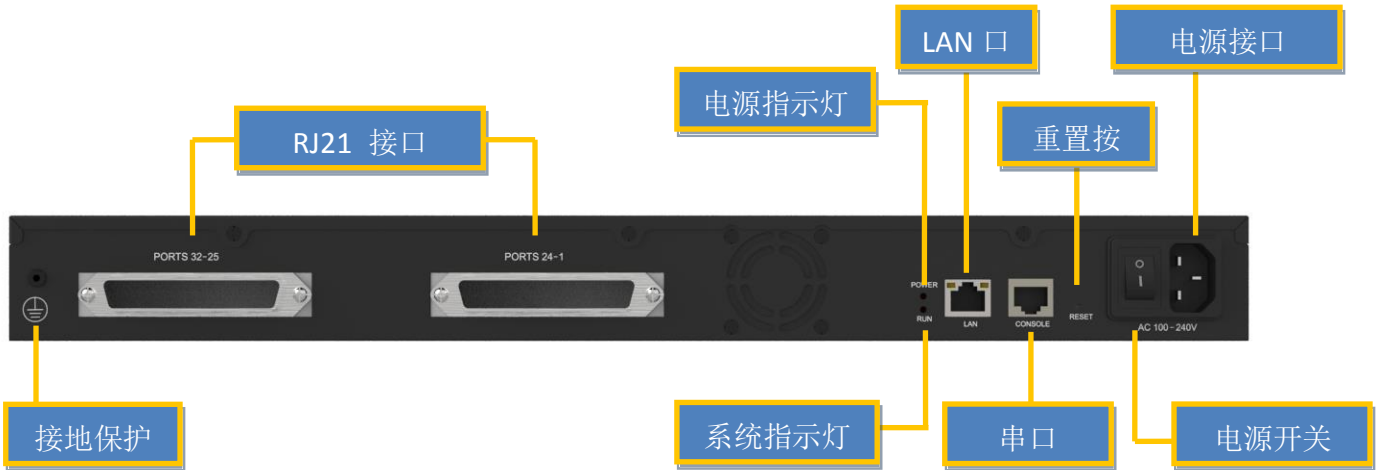 LAN 口
电源接口
电源指示灯
重置按
RJ21 接口
PORTS 32-25
PORTS 24-1
POWER
RUN
LAN
CONSOLE
RESET
AC 100-240V
接地保护
系统指示灯
串口
电源开关